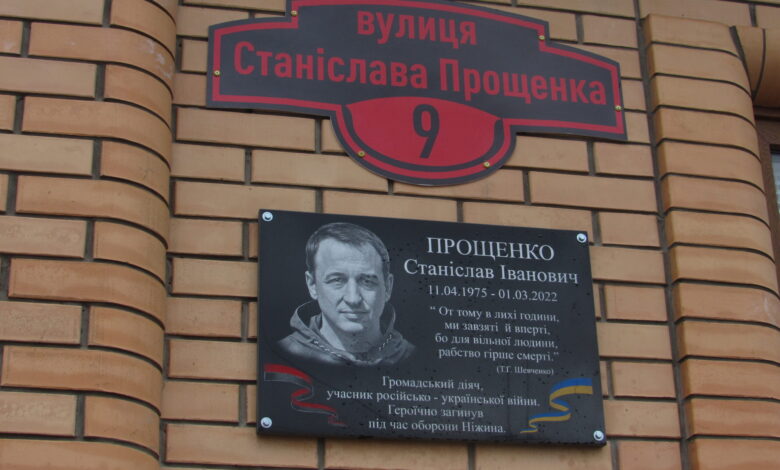 вулиця
Станіслава Прощенка
9
ПРОЩЕНКО
Станіслав Іванович
11.04.1975 - 01.03.2022
“ От тому в лихі години,
ми завзяті й вперті,
бо для вільної людини,
рабство гірше смерті.”
(Т.Г. Шевченко)
Громадський діяч,
учасник російсько - української війни.
Героїчно загинув
під час оборони Ніжина.